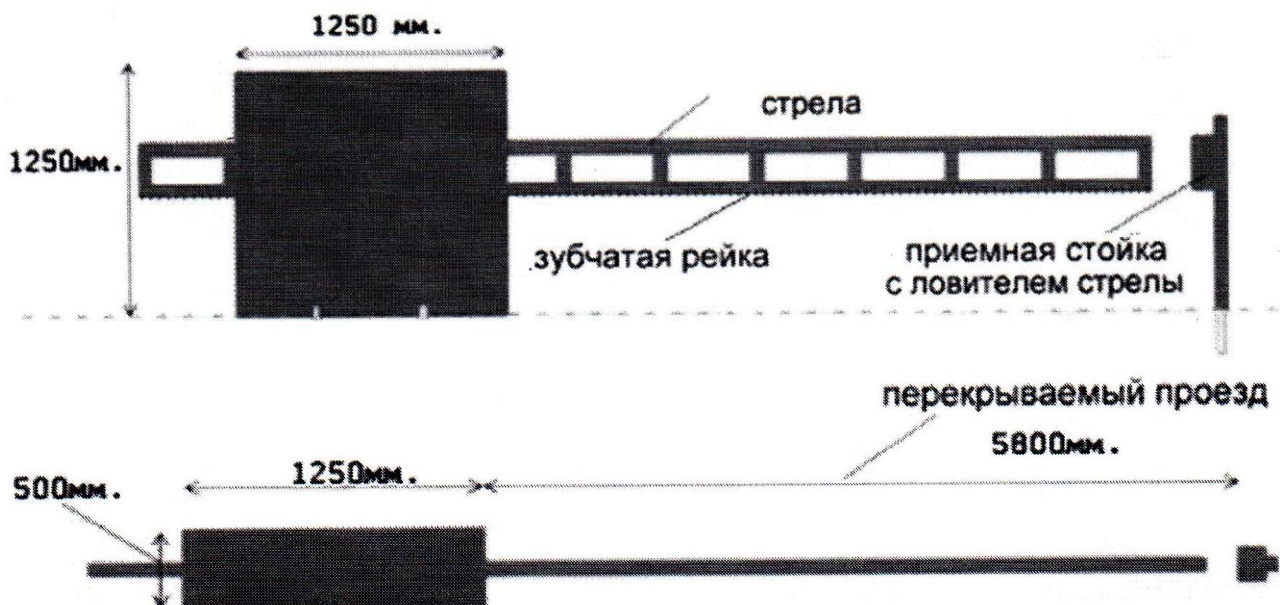 1250 мм.
стрела
1250мм.
зубчатая рейка
приемная стойка
с ловителем стрелы
перекрываемый проезд
5800мм.
1250мм.
500мм.